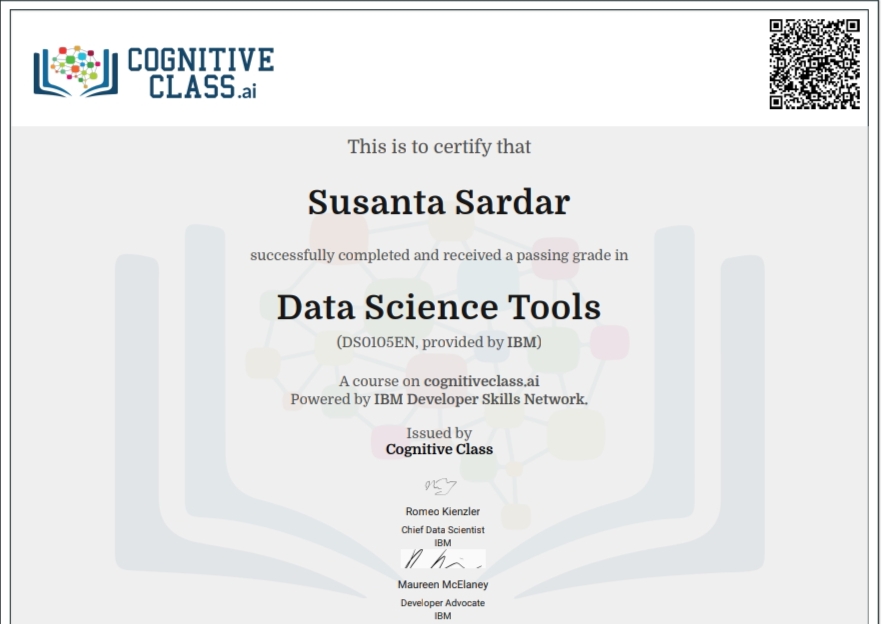 COGNITIVE
CLASS.ai
This is to certify that
Susanta Sardar
successfully completed and received a passing grade in
Data Science Tools
(DS0105EN, provided by IBM)
A course on cognitiveclass.ai
Powered by IBM Developer Skills Network.
Issued by
Cognitive Class
Romeo Kienzler
Chief Data Scientist
IBM
Maureen McElaney
Developer Advocate
IBM